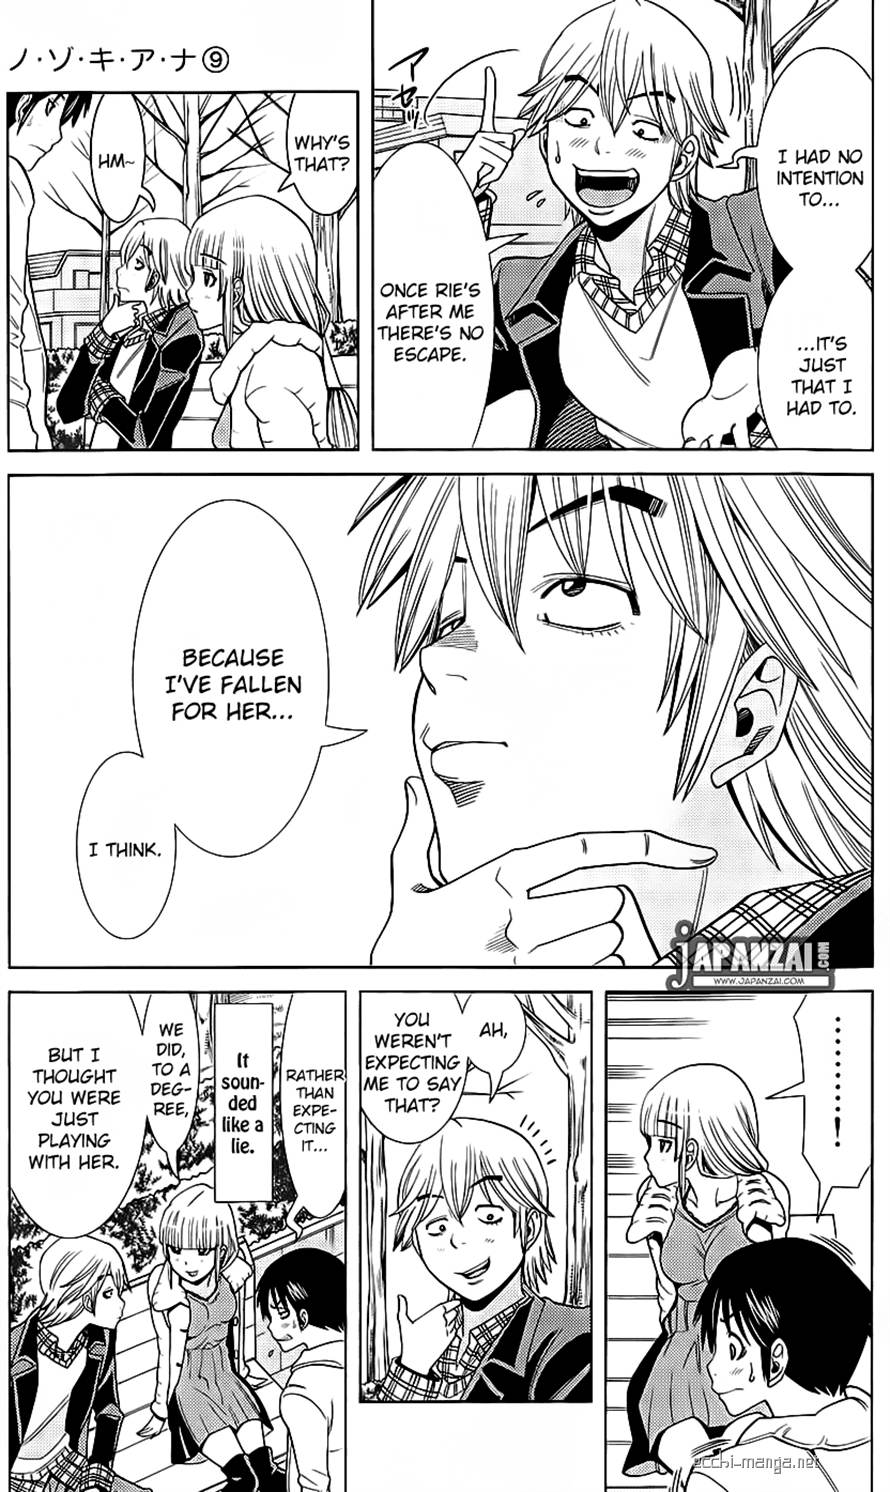 ノ・ゾ・キ・ア・ナ⑨
I HAD NO
INTENTION
TO...
...IT'S
JUST
THAT I
HAD TO.
アセッ
ONCE RIE'S
AFTER ME
THERE'S NO
ESCAPE.
WHY'S
THAT?
HM~
BECAUSE
I'VE FALLEN
FOR HER...
I THINK.
JAPANZAI.COM
WWW.JAPANZAI.COM
..........!
AH,
YOU
WEREN'T
EXPECTING
ME TO SAY
THAT?
RATHER
THAN
EXPE-
CTING
IT...
It
soun-
ded
like a
lie.
WE
DID,
TO A
DEG-
REE,
BUT I
THOUGHT
YOU WERE
JUST
PLAYING
WITH HER.
ecchi-manga.net